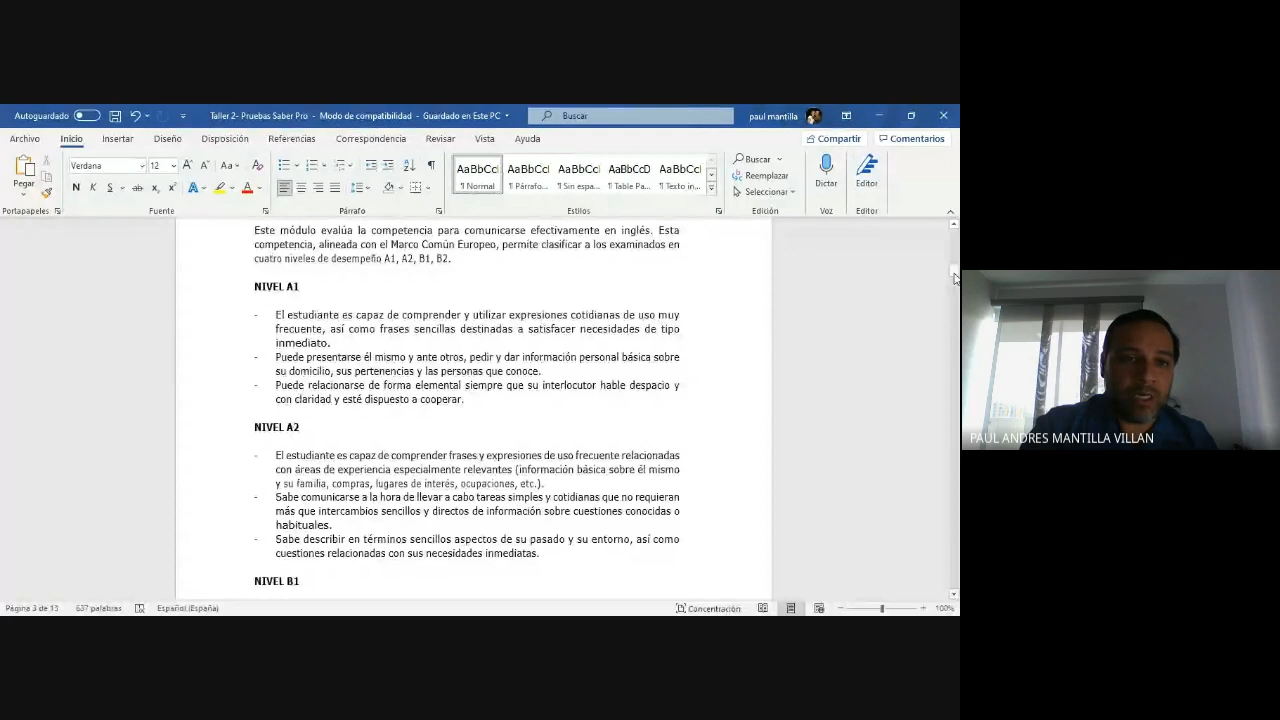 Autoguardado
Taller 2- Pruebas Saber Pro - Modo de compatibilidad - Guardado en Este PC
Buscar
paul mantilla
Archivo Inicio Insertar Diseño Disposición Referencias Correspondencia Revisar Vista Ayuda
Compartir Comentarios
Pegar
Verdana 12
Aa
N K S ab x₂ x² A A
AaBbCcl AaBbCcl AaBbCcl AaBbCcD AaBbCcl
¶ Normal ¶ Párrafo... ¶ Sin espa... ¶ Table Pa... ¶ Texto in...
Buscar
Reemplazar
Seleccionar
Dictar Editor
Portapapeles Fuente Párrafo Estilos Edición Voz Editor
Este módulo evalúa la competencia para comunicarse efectivamente en inglés. Esta
competencia, alineada con el Marco Común Europeo, permite clasificar a los examinados en
cuatro niveles de desempeño A1, A2, B1, B2.
NIVEL A1
- El estudiante es capaz de comprender y utilizar expresiones cotidianas de uso muy
frecuente, así como frases sencillas destinadas a satisfacer necesidades de tipo
inmediato.
- Puede presentarse él mismo y ante otros, pedir y dar información personal básica sobre
su domicilio, sus pertenencias y las personas que conoce.
- Puede relacionarse de forma elemental siempre que su interlocutor hable despacio y
con claridad y esté dispuesto a cooperar.
NIVEL A2
- El estudiante es capaz de comprender frases y expresiones de uso frecuente relacionadas
con áreas de experiencia especialmente relevantes (información básica sobre él mismo
y su familia, compras, lugares de interés, ocupaciones, etc.).
- Sabe comunicarse a la hora de llevar a cabo tareas simples y cotidianas que no requieran
más que intercambios sencillos y directos de información sobre cuestiones conocidas o
habituales.
- Sabe describir en términos sencillos aspectos de su pasado y su entorno, así como
cuestiones relacionadas con sus necesidades inmediatas.
NIVEL B1
Página 3 de 13 637 palabras Español (España) Concentración 100%
PAUL ANDRES MANTILLA VILLAN